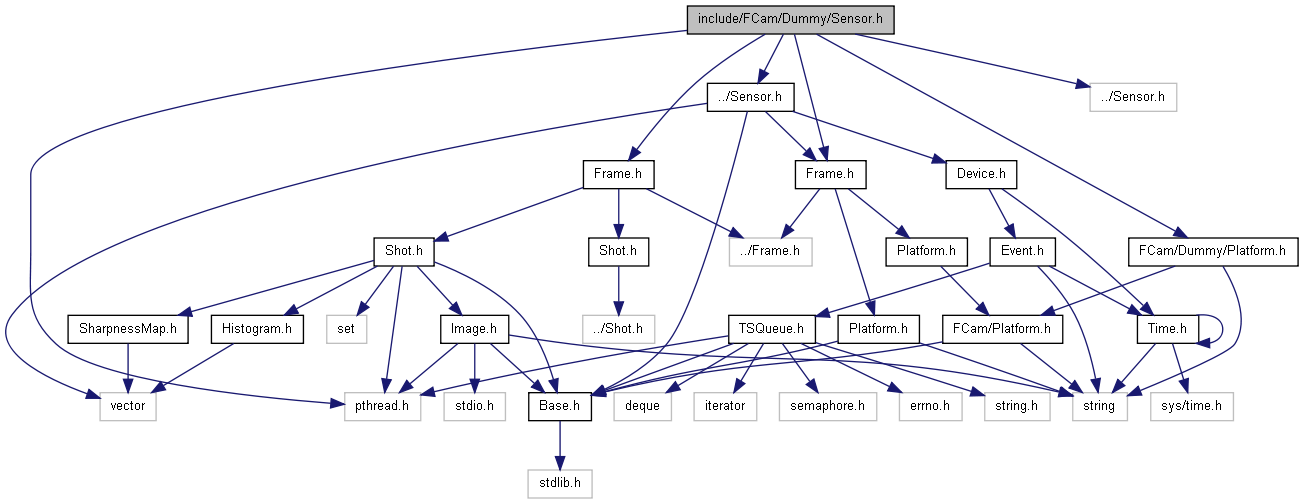 include/FCam/Dummy/Sensor.h
../Sensor.h
../Sensor.h
Frame.h
Frame.h
Device.h
Shot.h
Shot.h
../Frame.h
Platform.h
Event.h
FCam/Dummy/Platform.h
SharpnessMap.h
Histogram.h
set
Image.h
../Shot.h
TSQueue.h
Platform.h
FCam/Platform.h
Time.h
vector
pthread.h
stdio.h
Base.h
deque
iterator
semaphore.h
errno.h
string.h
string
sys/time.h
stdlib.h